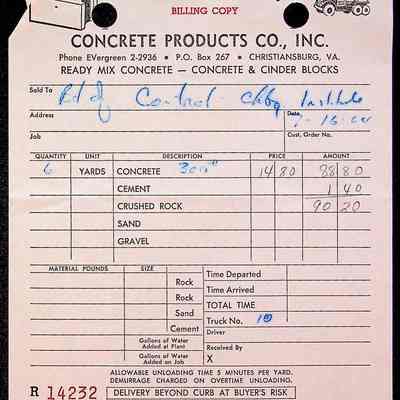 BILLING COPY
CONCRETE PRODUCTS CO., INC.
Phone EVergreen 2-2936 • P.O. Box 267 • CHRISTIANSBURG, VA.
READY MIX CONCRETE — CONCRETE & CINDER BLOCKS
Sold To Bd of Control - Chbg Institute
Address Date
Job Cust. Order No.
QUANTITY UNIT DESCRIPTION PRICE AMOUNT
6 YARDS CONCRETE 14 80 88 80
CEMENT 1 40
CRUSHED ROCK 90 20
SAND
GRAVEL
MATERIAL POUNDS SIZE
Rock Time Departed
Rock Time Arrived
Sand TOTAL TIME
Cement Truck No. 10
Driver
Gallons of Water Added at Plant
Received By
Gallons of Water Added on Job X
ALLOWABLE UNLOADING TIME 5 MINUTES PER YARD.
DEMURRAGE CHARGED ON OVERTIME UNLOADING.
R 14232 DELIVERY BEYOND CURB AT BUYER'S RISK